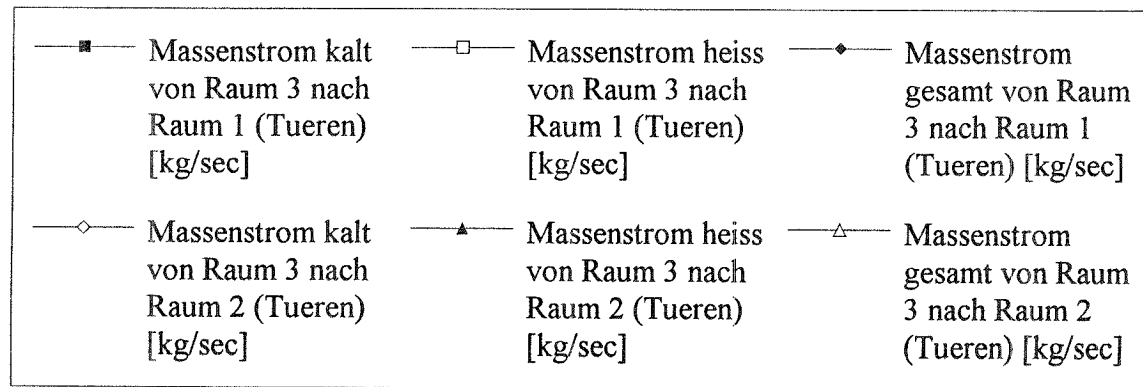 Massenstrom kalt
von Raum 3 nach
Raum 1 (Tueren)
[kg/sec]
Massenstrom heiss
von Raum 3 nach
Raum 1 (Tueren)
[kg/sec]
Massenstrom
gesamt von Raum
3 nach Raum 1
(Tueren) [kg/sec]
Massenstrom kalt
von Raum 3 nach
Raum 2 (Tueren)
[kg/sec]
Massenstrom heiss
von Raum 3 nach
Raum 2 (Tueren)
[kg/sec]
Massenstrom
gesamt von Raum
3 nach Raum 2
(Tueren) [kg/sec]